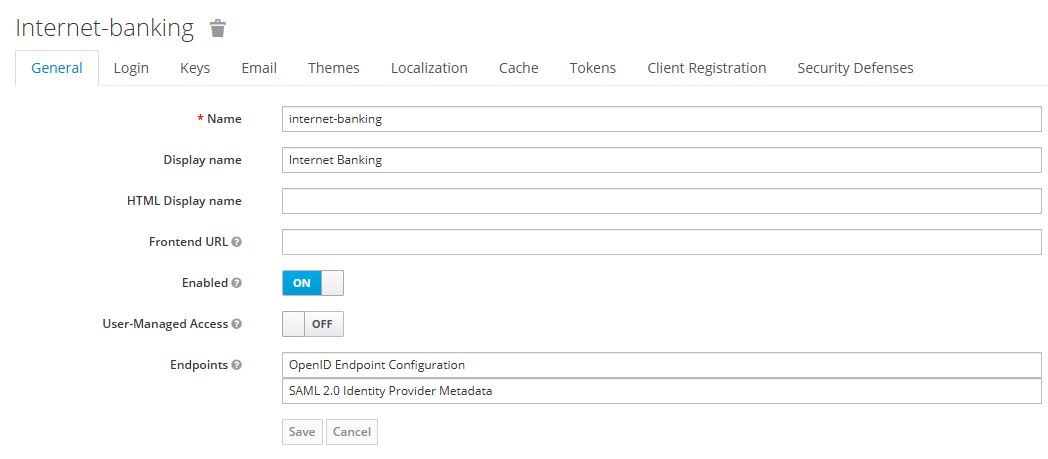 Internet-banking
General Login Keys Email Themes Localization Cache Tokens Client Registration Security Defenses
* Name internet-banking
Display name Internet Banking
HTML Display name
Frontend URL ?
Enabled ? ON
User-Managed Access ? OFF
Endpoints ? OpenID Endpoint Configuration
SAML 2.0 Identity Provider Metadata
Save Cancel